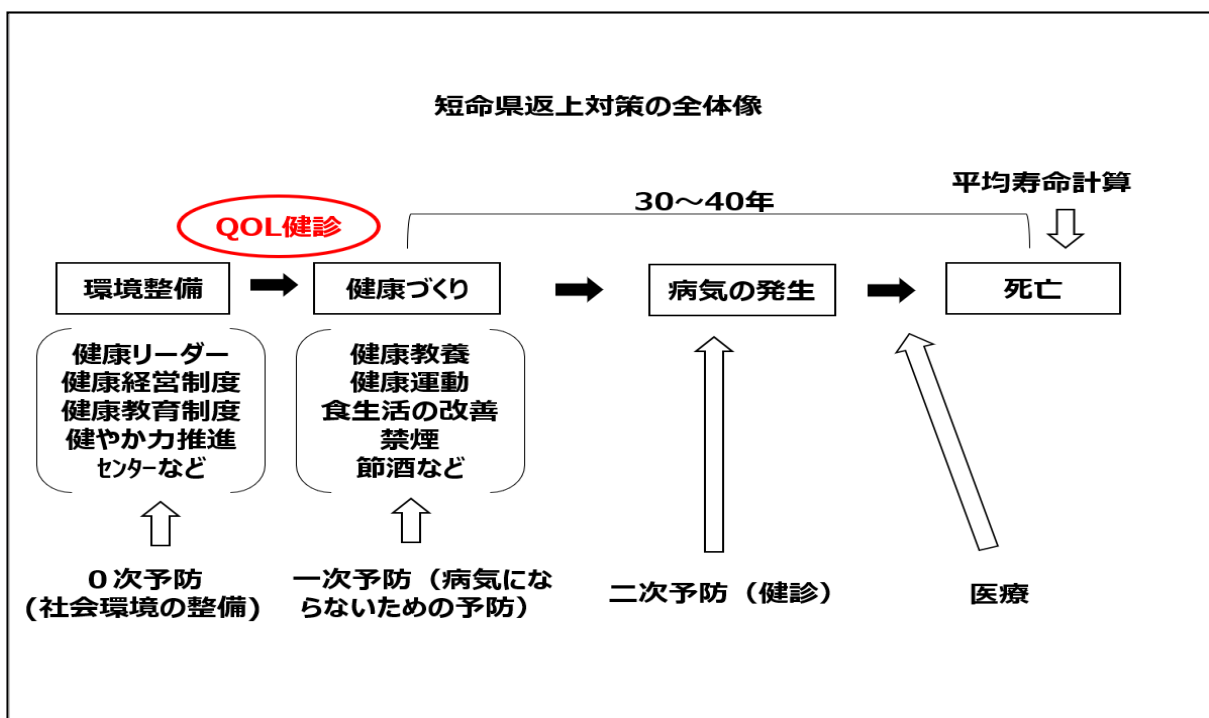 短命県返上対策の全体像
平均寿命計算
30～40年
QOL健診
環境整備
健康づくり
病気の発生
死亡
健康リーダー
健康経営制度
健康教育制度
健やか力推進
ｾﾝﾀｰなど
健康教養
健康運動
食生活の改善
禁煙
節酒など
０次予防
(社会環境の整備)
一次予防（病気にな
らないための予防）
二次予防（健診）
医療